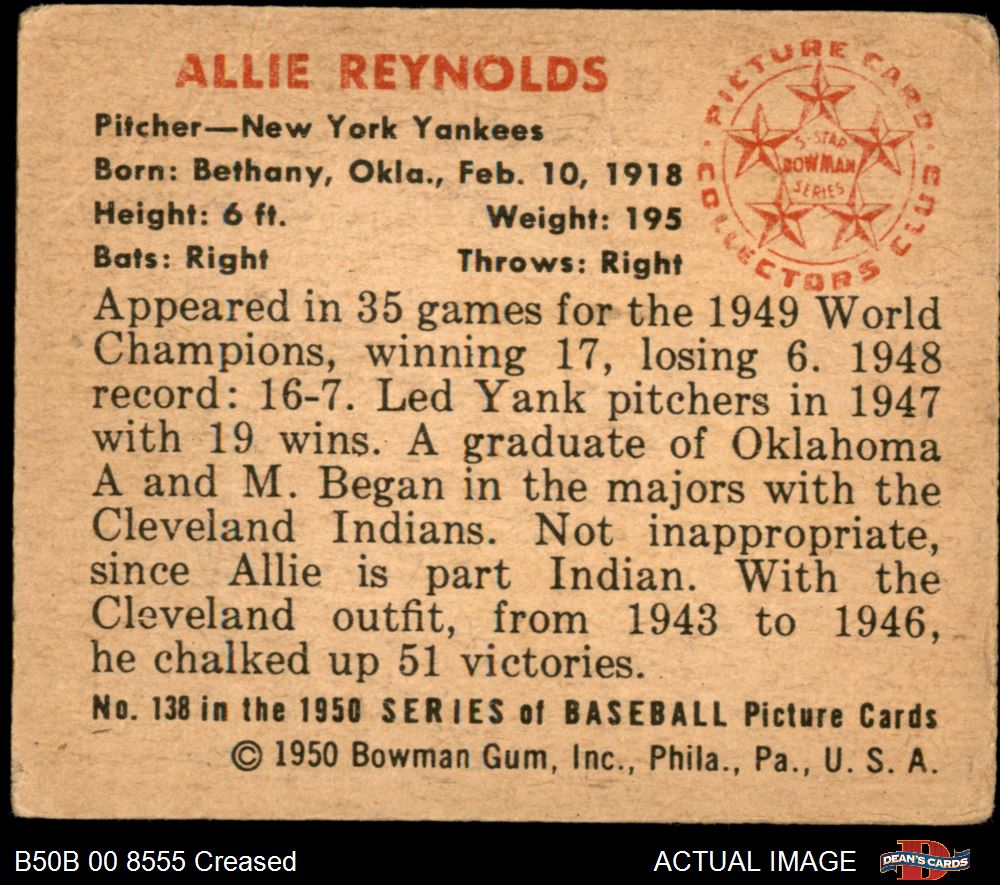 ALLIE REYNOLDS
PICTURE CARD
COLLECTORS CLUB
5-STAR
BOWMAN
SERIES
Pitcher—New York Yankees
Born: Bethany, Okla., Feb. 10, 1918
Height: 6 ft. Weight: 195
Bats: Right Throws: Right
Appeared in 35 games for the 1949 World
Champions, winning 17, losing 6. 1948
record: 16-7. Led Yank pitchers in 1947
with 19 wins. A graduate of Oklahoma
A and M. Began in the majors with the
Cleveland Indians. Not inappropriate,
since Allie is part Indian. With the
Cleveland outfit, from 1943 to 1946,
he chalked up 51 victories.
No. 138 in the 1950 SERIES of BASEBALL Picture Cards
© 1950 Bowman Gum, Inc., Phila., Pa., U. S. A.
B50B 00 8555 Creased ACTUAL IMAGE DEAN'S CARDS